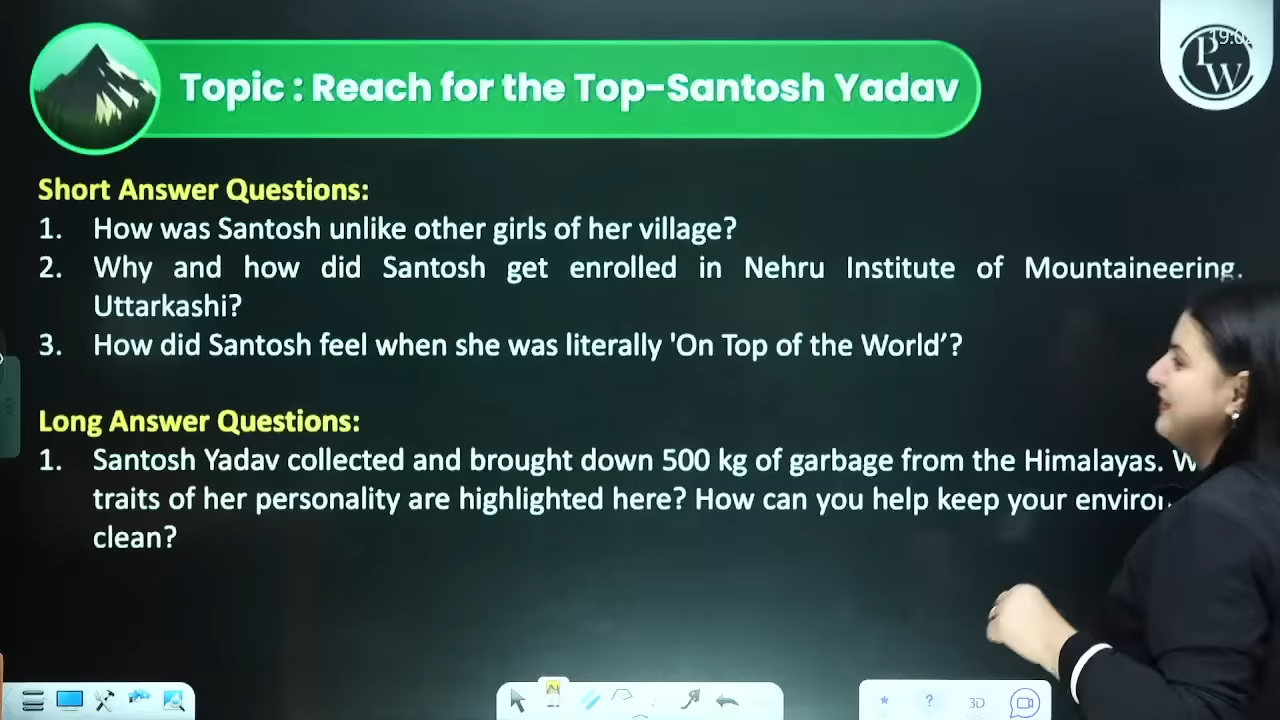 Topic : Reach for the Top-Santosh Yadav
PW
Short Answer Questions:
1. How was Santosh unlike other girls of her village?
2. Why and how did Santosh get enrolled in Nehru Institute of Mountaineering.
Uttarkashi?
3. How did Santosh feel when she was literally 'On Top of the World’?
Long Answer Questions:
1. Santosh Yadav collected and brought down 500 kg of garbage from the Himalayas.
traits of her personality are highlighted here? How can you help keep your
clean?
3D